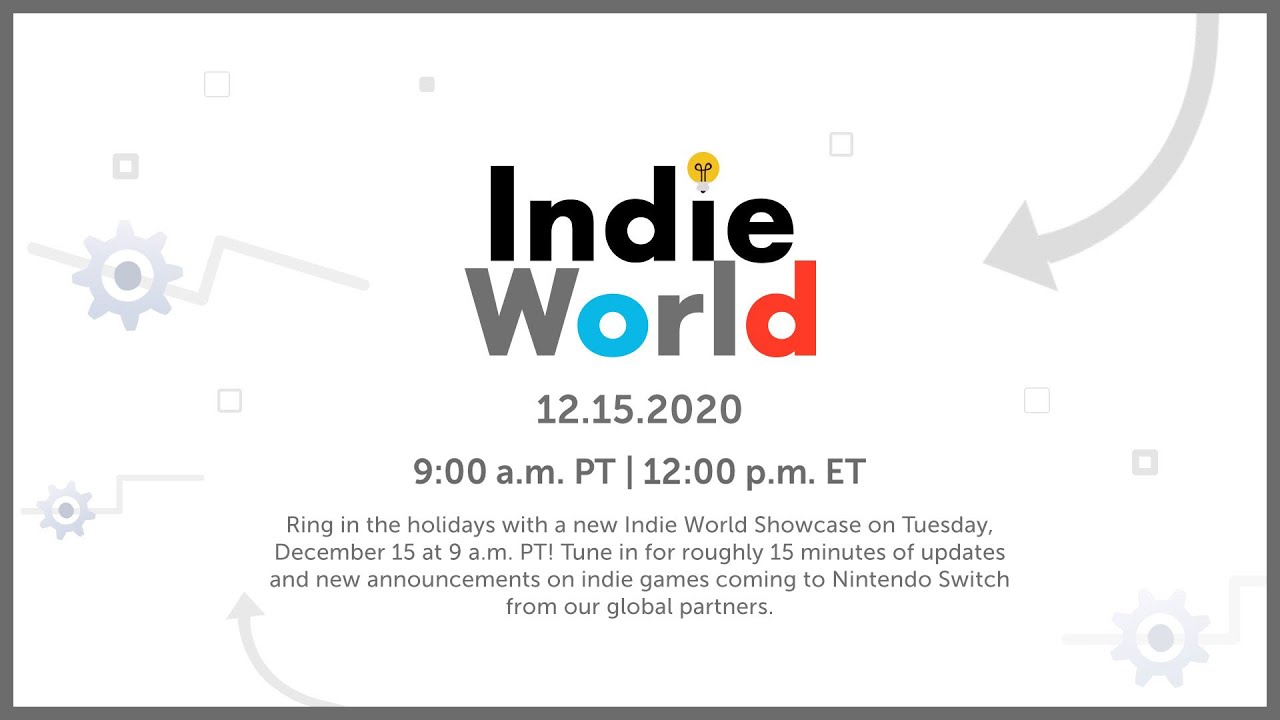 Indie
World
12.15.2020
9:00 a.m. PT | 12:00 p.m. ET
Ring in the holidays with a new Indie World Showcase on Tuesday,
December 15 at 9 a.m. PT! Tune in for roughly 15 minutes of updates
and new announcements on indie games coming to Nintendo Switch
from our global partners.